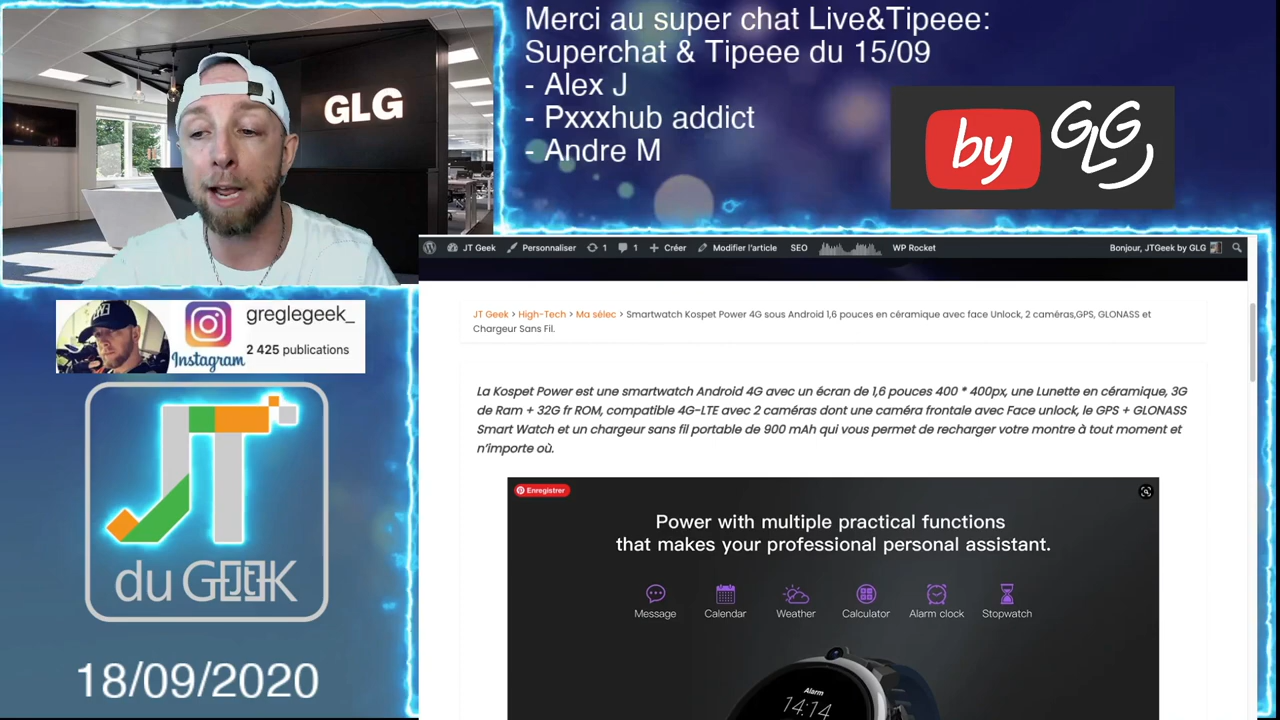 GLG
Merci au super chat Live&Tipeee:
Superchat & Tipeee du 15/09
- Alex J
- Pxxxhub addict
- Andre M
by GLG
JT Geek Personnaliser 1 1 Créer Modifier l'article SEO WP Rocket Bonjour, JTGeek by GLG
greglegeek_
Instagram
2 425 publications
JT
du GEEK
18/09/2020
JT Geek > High-Tech > Ma sélec > Smartwatch Kospet Power 4G sous Android 1,6 pouces en céramique avec face Unlock, 2 caméras,GPS, GLONASS et
Chargeur Sans Fil.
La Kospet Power est une smartwatch Android 4G avec un écran de 1,6 pouces 400 * 400px, une Lunette en céramique, 3G
de Ram + 32G fr ROM, compatible 4G-LTE avec 2 caméras dont une caméra frontale avec Face unlock, le GPS + GLONASS
Smart Watch et un chargeur sans fil portable de 900 mAh qui vous permet de recharger votre montre à tout moment et
n'importe où.
Enregistrer
Power with multiple practical functions
that makes your professional personal assistant.
Message Calendar Weather Calculator Alarm clock Stopwatch
Alarm
14:14